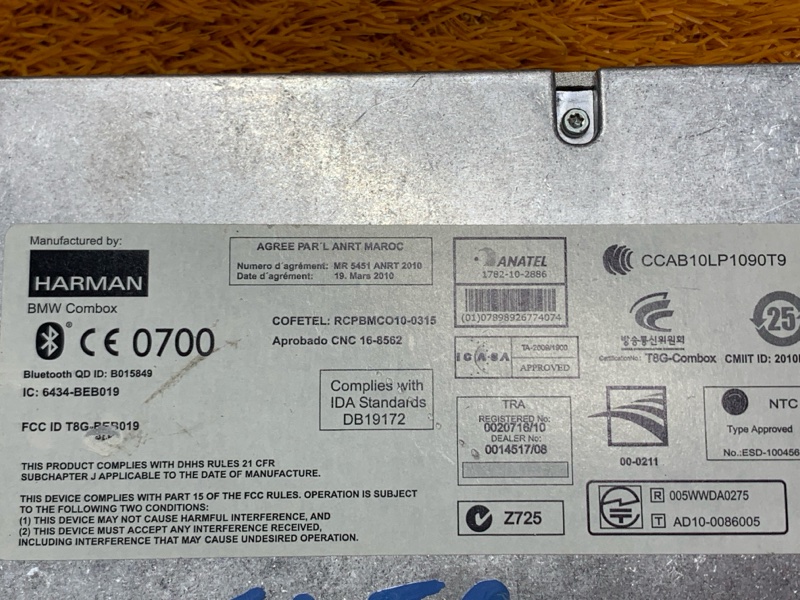 Manufactured by:
HARMAN
BMW Combox
CE 0700
Bluetooth QD ID: B015849
IC: 6434-BEB019
FCC ID T8G-BEB019
THIS PRODUCT COMPLIES WITH DHHS RULES 21 CFR
SUBCHAPTER J APPLICABLE TO THE DATE OF MANUFACTURE.
THIS DEVICE COMPLIES WITH PART 15 OF THE FCC RULES. OPERATION IS SUBJECT
TO THE FOLLOWING TWO CONDITIONS:
(1) THIS DEVICE MAY NOT CAUSE HARMFUL INTERFERENCE, AND
(2) THIS DEVICE MUST ACCEPT ANY INTERFERENCE RECEIVED,
INCLUDING INTERFERENCE THAT MAY CAUSE UNDESIRED OPERATION.
AGREE PAR´L ANRT MAROC
Numero d´agrément: MR 5451 ANRT 2010
Date d´agrément: 19. Mars 2010
COFETEL: RCPBMCO10-0315
Aprobado CNC 16-8562
Complies with
IDA Standards
DB19172
ANATEL
1782-10-2886
(01)07898926774074
ICASA
TA-2009/1903
APPROVED
TRA
REGISTERED No:
0020716/10
DEALER No:
0014517/08
Z725
CCAB10LP1090T9
방송통신위원회
CertificationNo.: T8G-Combox
25
CMIIT ID: 2010
00-0211
NTC
Type Approved
No.:ESD-100456
R 005WWDA0275
T AD10-0086005